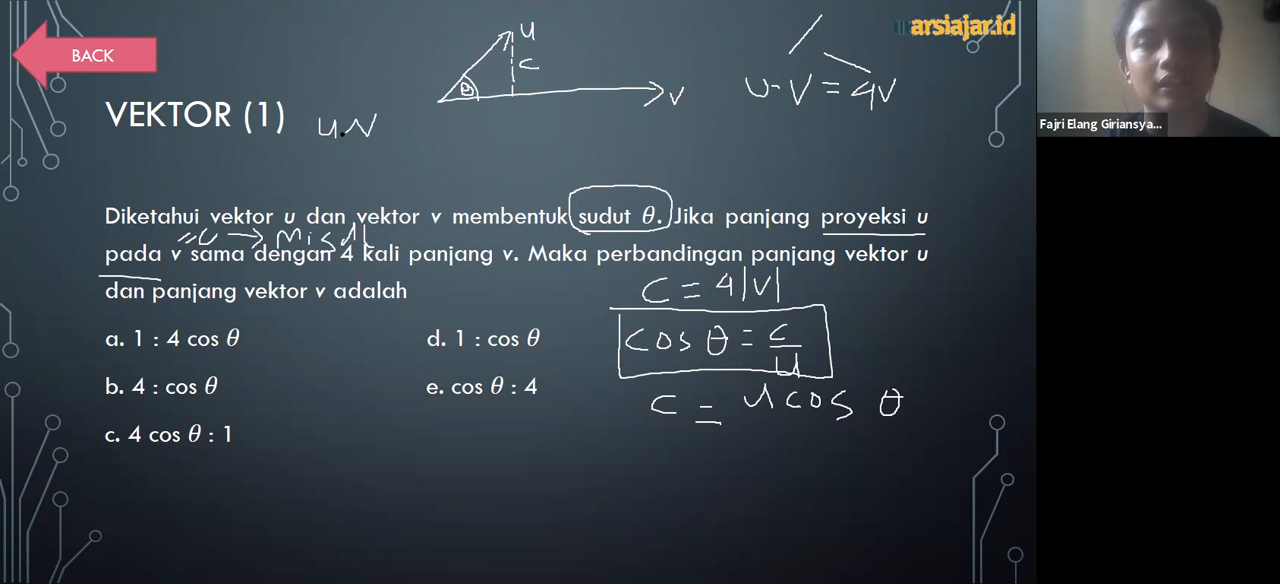 BACK
arsiajar.id
u
c
θ
v
u - v = 4v
VEKTOR (1)
u.v
Diketahui vektor u dan vektor v membentuk sudut θ. Jika panjang proyeksi u
= c → misal
pada v sama dengan 4 kali panjang v. Maka perbandingan panjang vektor u
dan panjang vektor v adalah
c = 4|v|
a. 1 : 4 cos θ
d. 1 : cos θ
cos θ = c/u
b. 4 : cos θ
e. cos θ : 4
c = u cos θ
c. 4 cos θ : 1
Fajri Elang Giriansya...